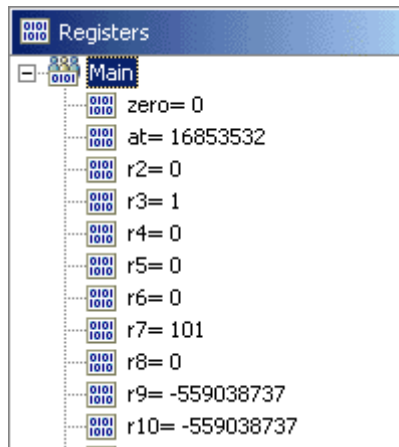 Registers
Main
zero= 0
at= 16853532
r2= 0
r3= 1
r4= 0
r5= 0
r6= 0
r7= 101
r8= 0
r9= -559038737
r10= -559038737